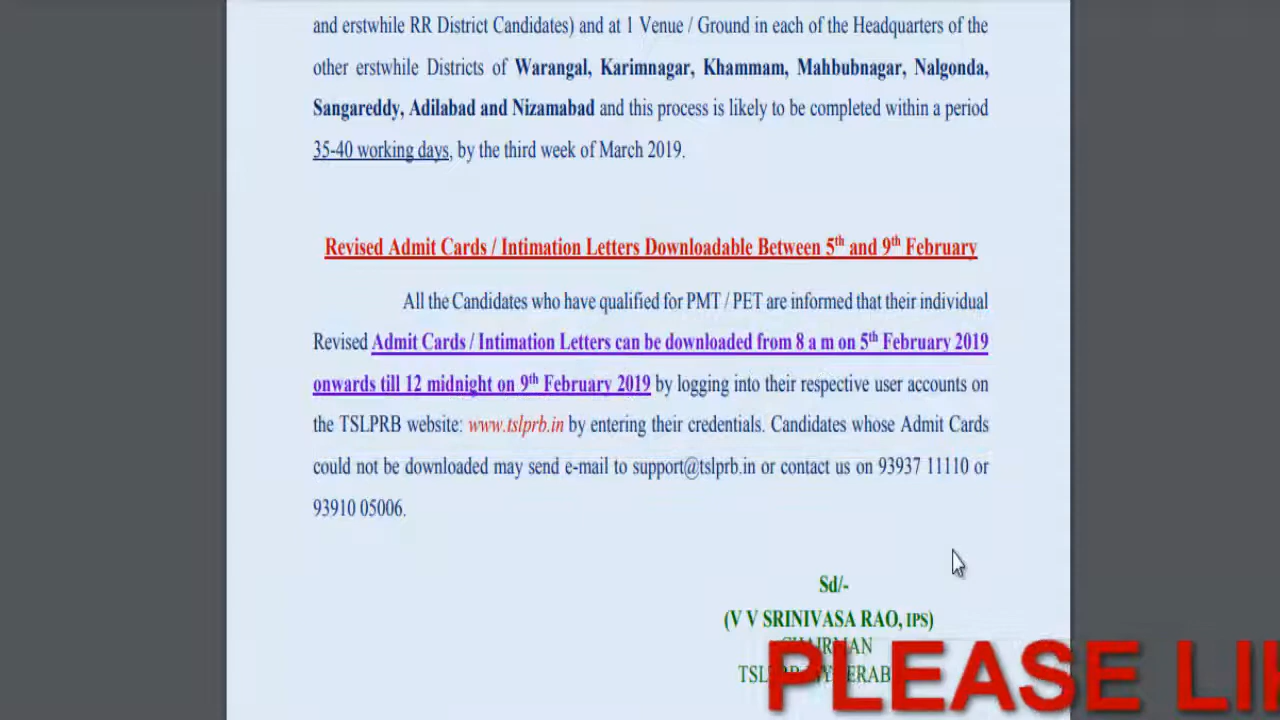 and erstwhile RR District Candidates) and at 1 Venue / Ground in each of the Headquarters of the
other erstwhile Districts of Warangal, Karimnagar, Khammam, Mahbubnagar, Nalgonda,
Sangareddy, Adilabad and Nizamabad and this process is likely to be completed within a period
35-40 working days, by the third week of March 2019.
Revised Admit Cards / Intimation Letters Downloadable Between 5th and 9th February
All the Candidates who have qualified for PMT / PET are informed that their individual
Revised Admit Cards / Intimation Letters can be downloaded from 8 a m on 5th February 2019
onwards till 12 midnight on 9th February 2019 by logging into their respective user accounts on
the TSLPRB website: www.tslprb.in by entering their credentials. Candidates whose Admit Cards
could not be downloaded may send e-mail to support@tslprb.in or contact us on 93937 11110 or
93910 05006.
Sd/-
(V V SRINIVASA RAO, IPS)
CHAIRMAN
PLEASE